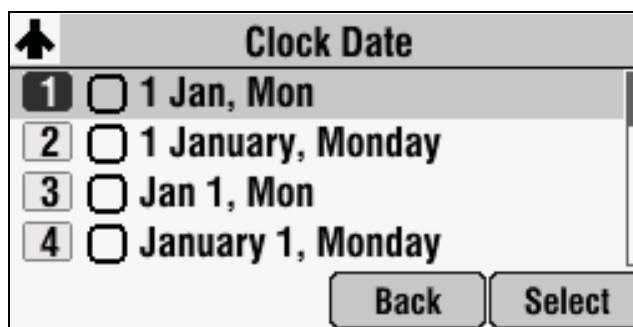 Clock Date
1 1 Jan, Mon
2 1 January, Monday
3 Jan 1, Mon
4 January 1, Monday
Back Select